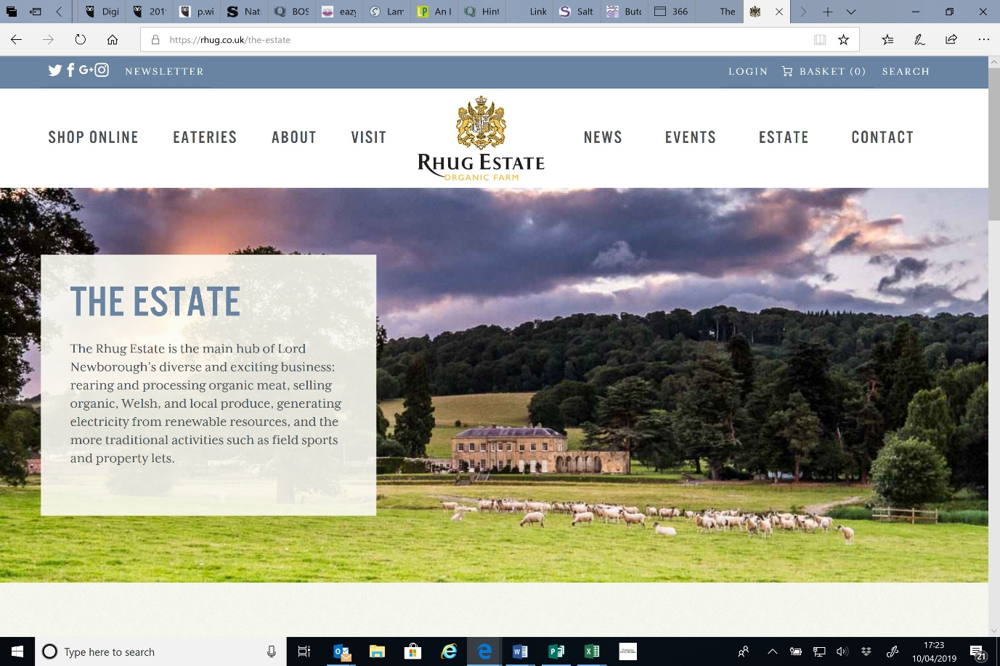 Digi
201
p.wi
Nat
BOS
eazy
Lam
LP An I
Hint
Link
Salt
Butc
366
The
https://rhug.co.uk/the-estate
G+ NEWSLETTER
LOGIN BASKET (0) SEARCH
SHOP ONLINE EATERIES ABOUT VISIT
RHUG ESTATE
ORGANIC FARM
NEWS EVENTS ESTATE CONTACT
THE ESTATE
The Rhug Estate is the main hub of Lord
Newborough's diverse and exciting business;
rearing and processing organic meat, selling
organic, Welsh, and local produce, generating
electricity from renewable resources, and the
more traditional activities such as field sports
and property lets.
Type here to search
17:23
10/04/2019
21